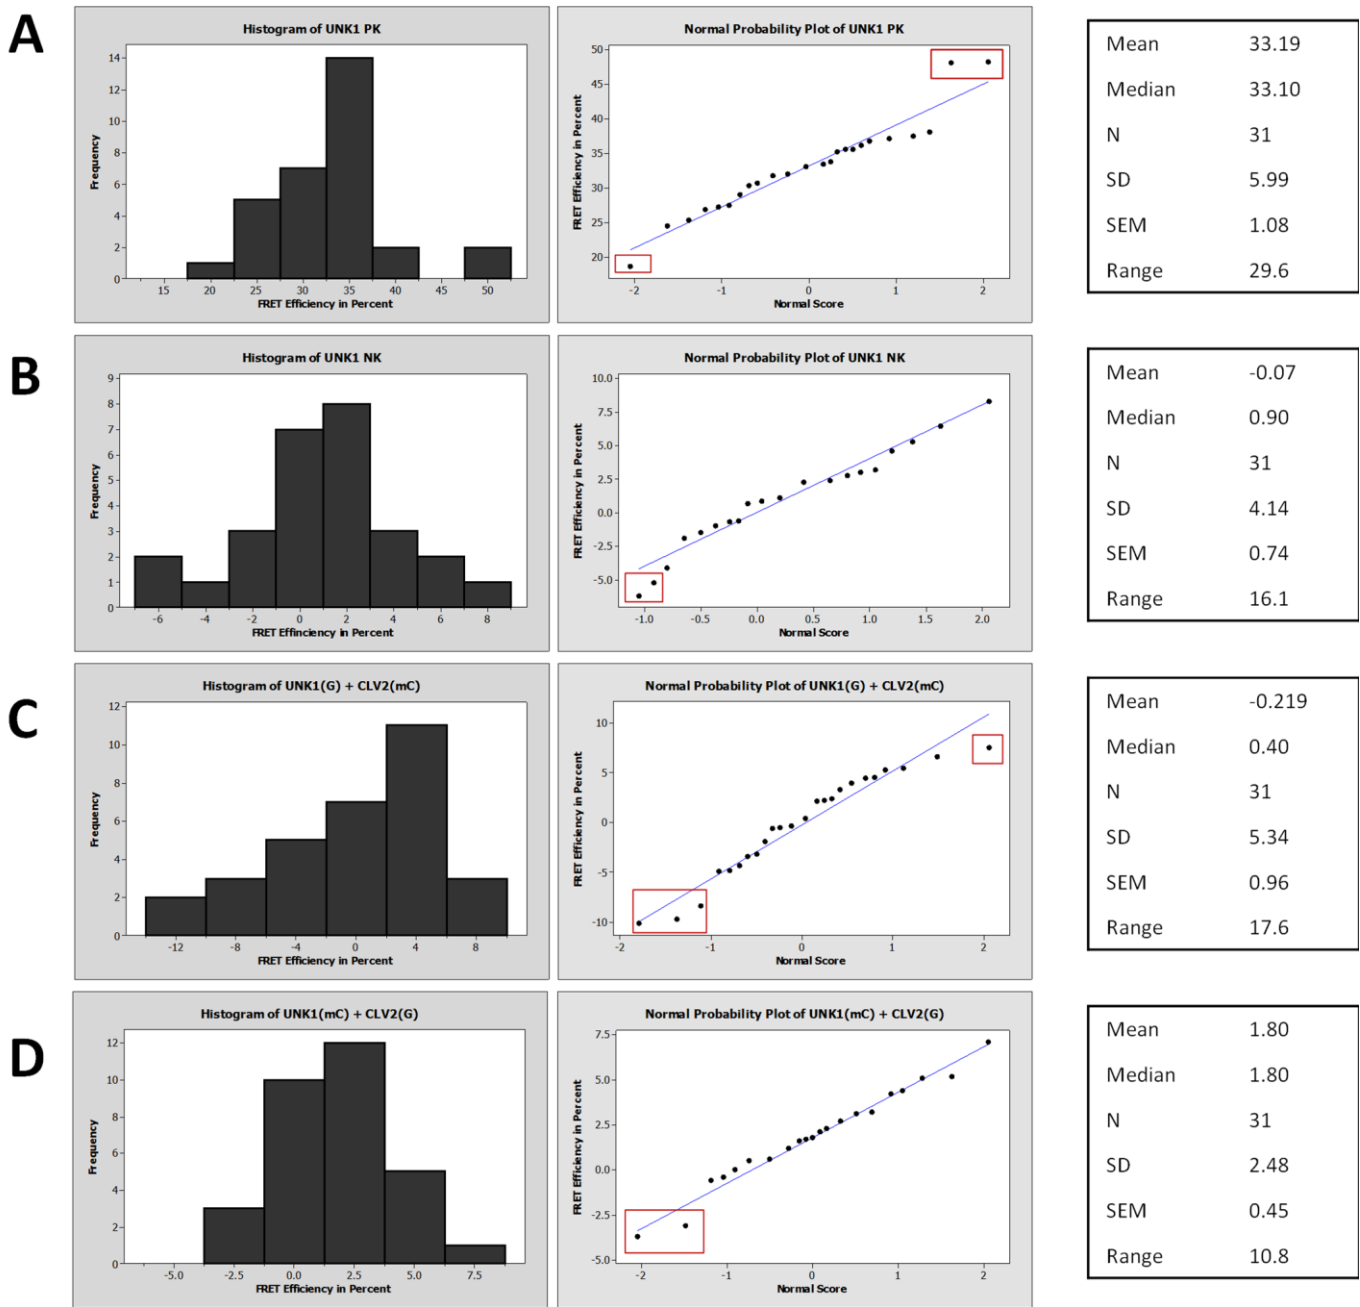 A
Histogram of UNK1 PK
Frequency
14
12
10
8
6
4
2
0
15 20 25 30 35 40 45 50
FRET Efficiency in Percent
Normal Probability Plot of UNK1 PK
FRET Efficiency in Percent
50
45
40
35
30
25
20
-2 -1 0 1 2
Normal Score
Mean 33.19
Median 33.10
N 31
SD 5.99
SEM 1.08
Range 29.6
B
Histogram of UNK1 NK
Frequency
9
8
7
6
5
4
3
2
1
0
-6 -4 -2 0 2 4 6 8
FRET Effinciency in Percent
Normal Probability Plot of UNK1 NK
FRET Efficiency in Percent
10.0
7.5
5.0
2.5
0.0
-2.5
-5.0
-1.0 -0.5 0.0 0.5 1.0 1.5 2.0
Normal Score
Mean -0.07
Median 0.90
N 31
SD 4.14
SEM 0.74
Range 16.1
C
Histogram of UNK1(G) + CLV2(mC)
Frequency
12
10
8
6
4
2
0
-12 -8 -4 0 4 8
FRET Efficiency in Percent
Normal Probability Plot of UNK1(G) + CLV2(mC)
FRET Efficiency in Percent
10
5
0
-5
-10
-2 -1 0 1 2
Normal Score
Mean -0.219
Median 0.40
N 31
SD 5.34
SEM 0.96
Range 17.6
D
Histogram of UNK1(mC) + CLV2(G)
Frequency
12
10
8
6
4
2
0
-5.0 -2.5 0.0 2.5 5.0 7.5
FRET Efficiency in Percent
Normal Probability Plot of UNK1(mC) + CLV2(G)
FRET Efficiency in Percent
7.5
5.0
2.5
0.0
-2.5
-5.0
-2 -1 0 1 2
Normal Score
Mean 1.80
Median 1.80
N 31
SD 2.48
SEM 0.45
Range 10.8